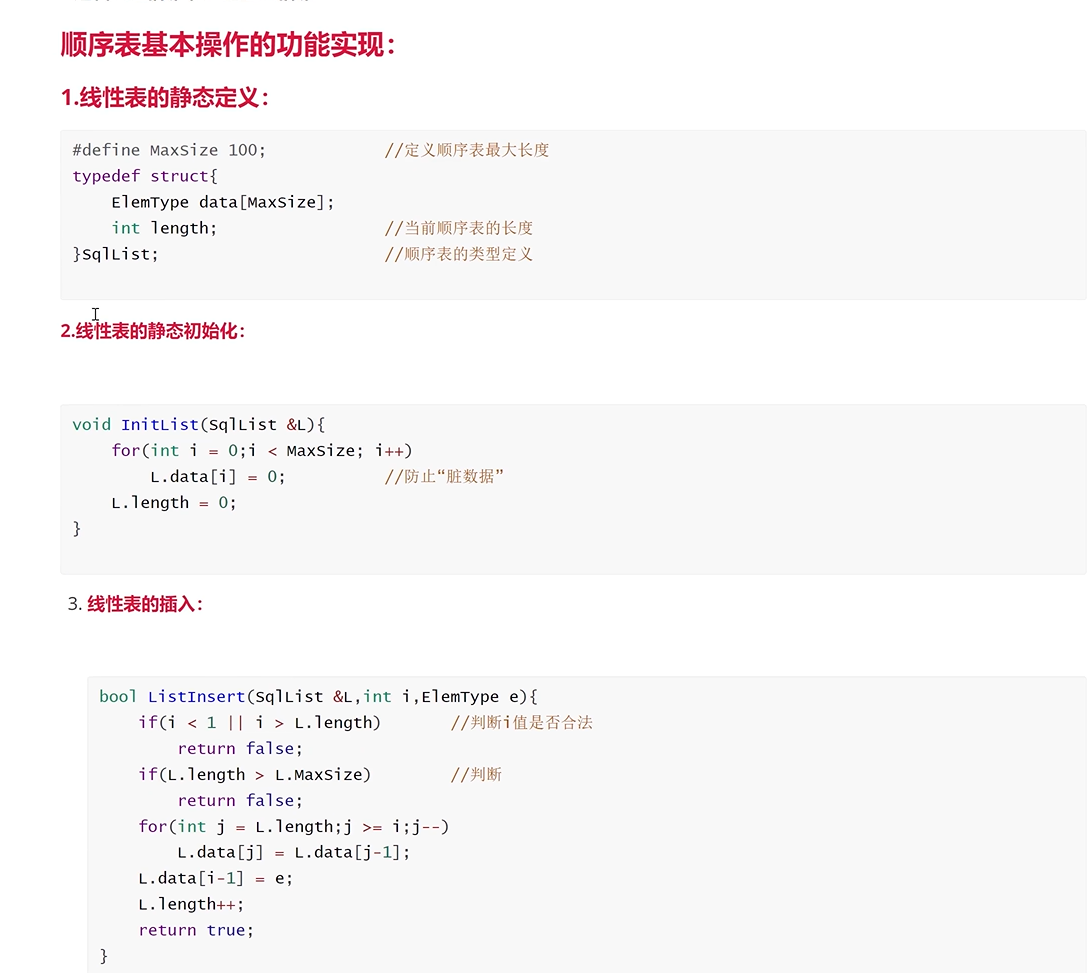 顺序表基本操作的功能实现：
1.线性表的静态定义：
#define MaxSize 100; //定义顺序表最大长度
typedef struct{
ElemType data[MaxSize];
int length; //当前顺序表的长度
}SqlList; //顺序表的类型定义
2.线性表的静态初始化：
void InitList(SqlList &L){
for(int i = 0;i < MaxSize; i++)
L.data[i] = 0; //防止“脏数据”
L.length = 0;
}
3. 线性表的插入：
bool ListInsert(SqlList &L,int i,ElemType e){
if(i < 1 || i > L.length) //判断i值是否合法
return false;
if(L.length > L.MaxSize) //判断
return false;
for(int j = L.length;j >= i;j--)
L.data[j] = L.data[j-1];
L.data[i-1] = e;
L.length++;
return true;
}